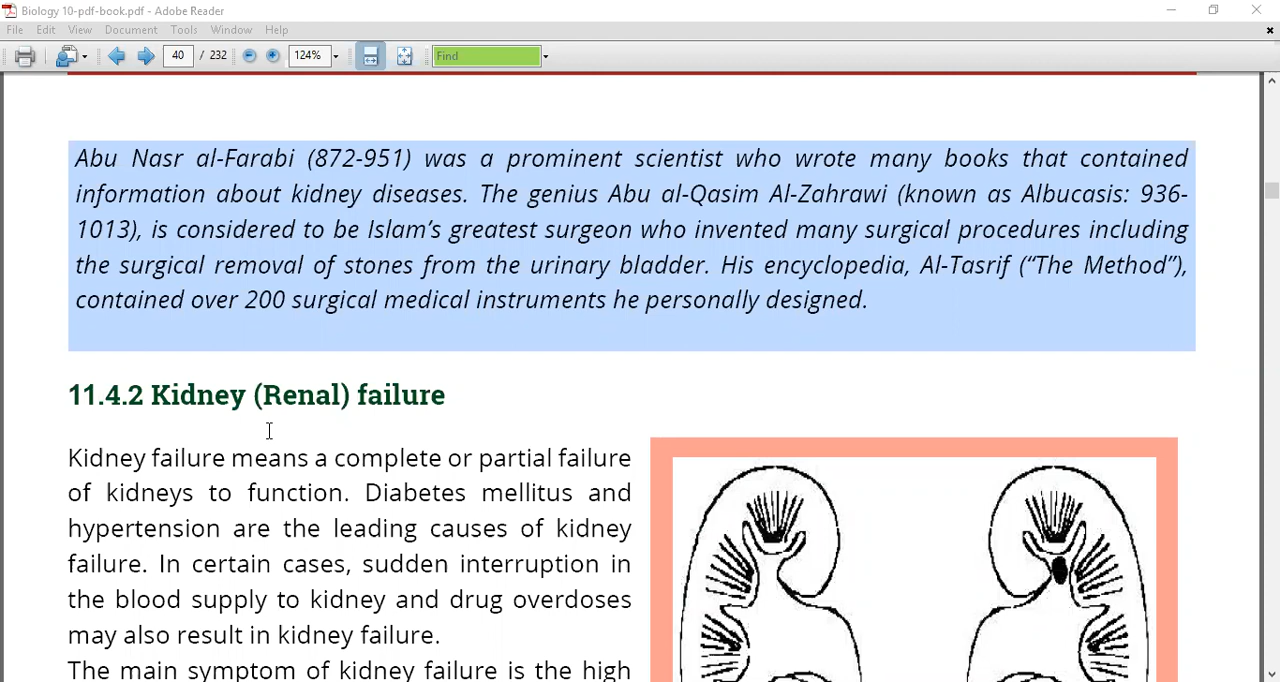 Biology 10-pdf-book.pdf - Adobe Reader
File Edit View Document Tools Window Help
40 / 232 124% Find
Abu Nasr al-Farabi (872-951) was a prominent scientist who wrote many books that contained
information about kidney diseases. The genius Abu al-Qasim Al-Zahrawi (known as Albucasis: 936-
1013), is considered to be Islam’s greatest surgeon who invented many surgical procedures including
the surgical removal of stones from the urinary bladder. His encyclopedia, Al-Tasrif (“The Method”),
contained over 200 surgical medical instruments he personally designed.
11.4.2 Kidney (Renal) failure
Kidney failure means a complete or partial failure
of kidneys to function. Diabetes mellitus and
hypertension are the leading causes of kidney
failure. In certain cases, sudden interruption in
the blood supply to kidney and drug overdoses
may also result in kidney failure.
The main symptom of kidney failure is the high